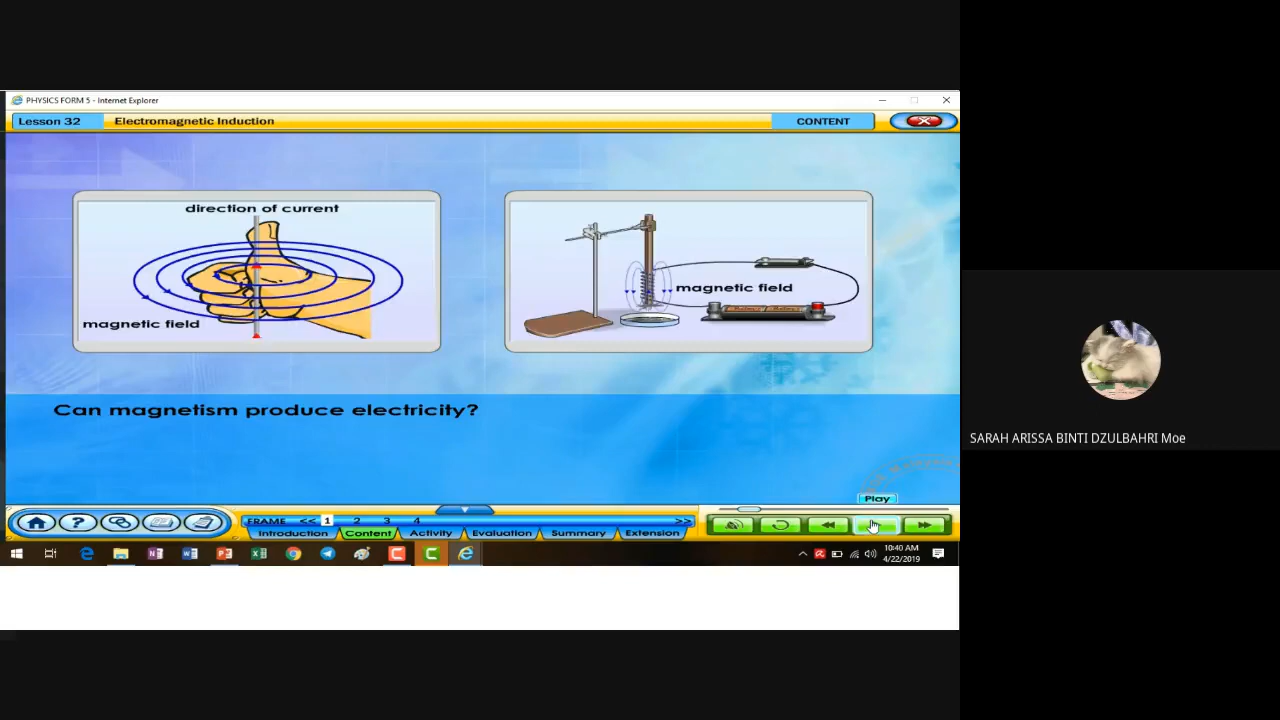 PHYSICS FORM 5 - Internet Explorer
Lesson 32
Electromagnetic Induction
CONTENT
direction of current
magnetic field
magnetic field
Can magnetism produce electricity?
SARAH ARISSA BINTI DZULBAHRI Moe
Play
FRAME << 1 2 3 4 >>
Introduction Content Activity Evaluation Summary Extension
10:40 AM
4/22/2019